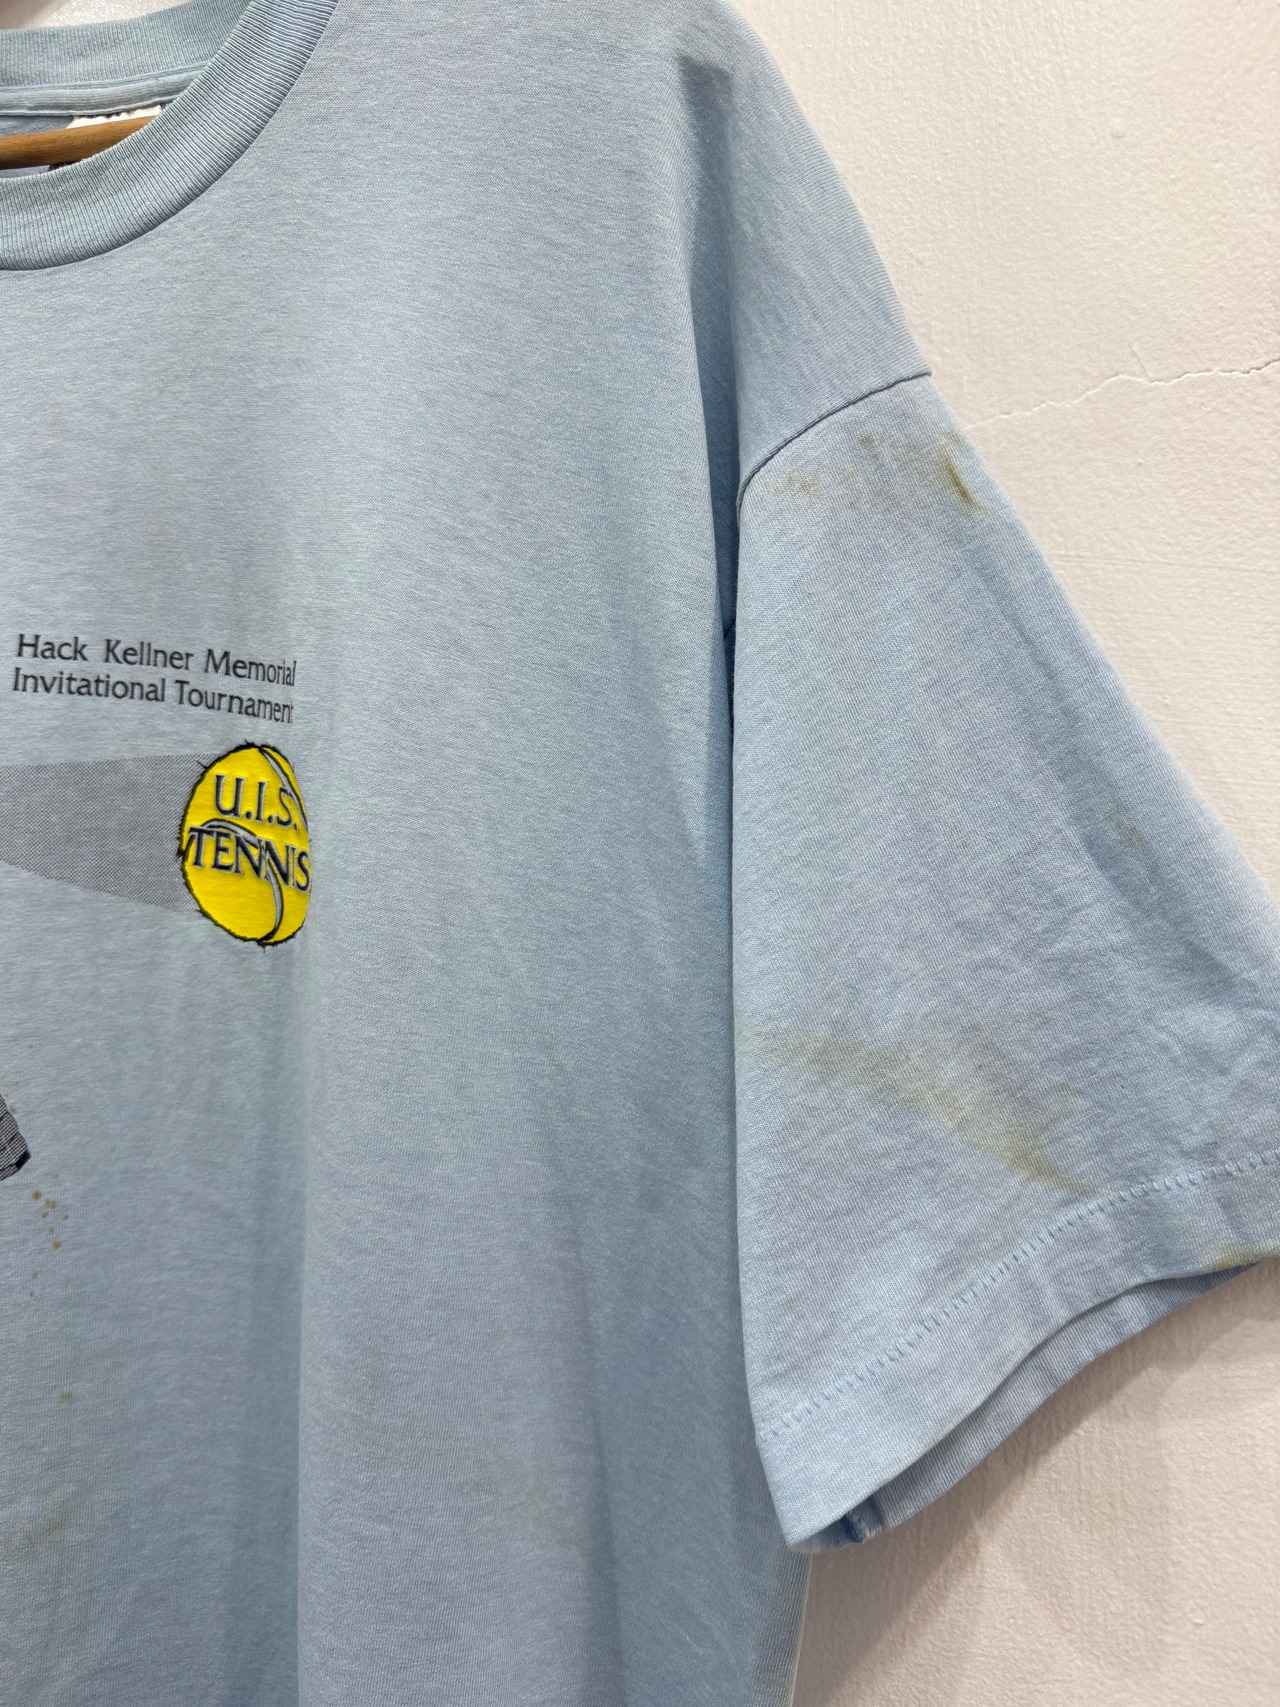 Hack Kellner Memorial
Invitational Tournament
U.I.S.
TENNIS